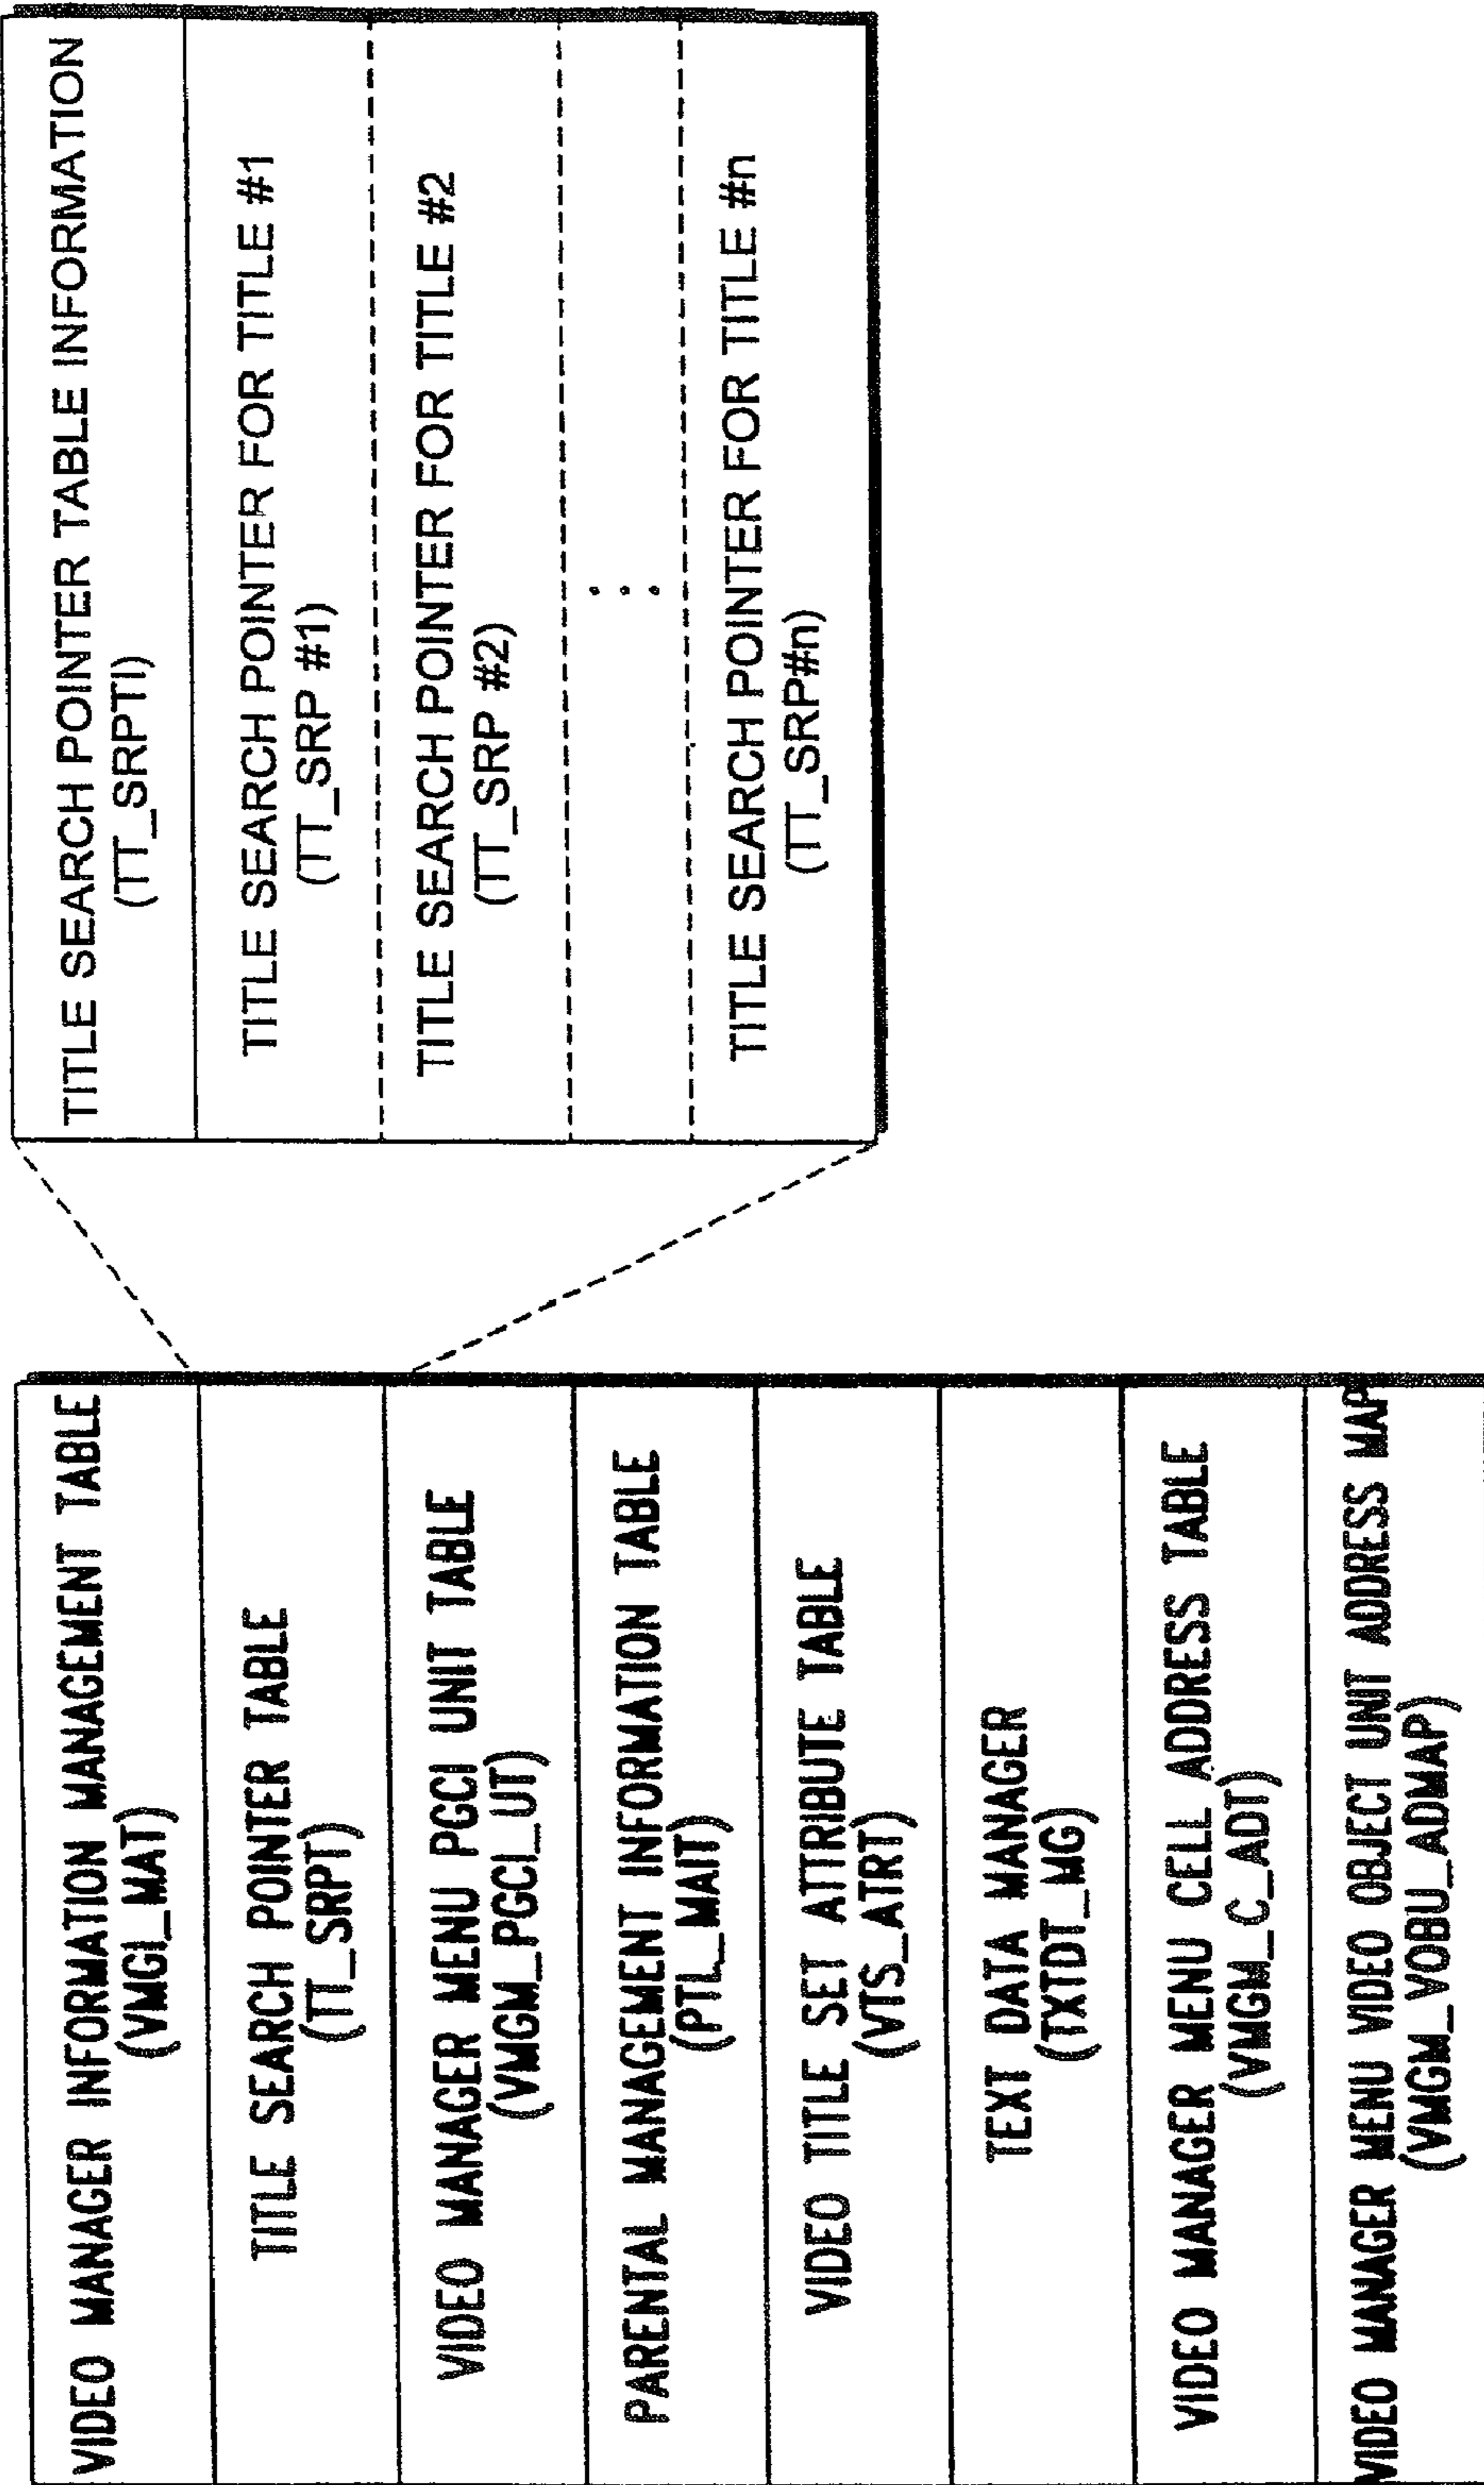 VIDEO MANAGER INFORMATION MANAGEMENT TABLE
(VMGI_MAT)
TITLE SEARCH POINTER TABLE
(TT_SRPT)
VIDEO MANAGER MENU PGCI UNIT TABLE
(VMGM_PGCI_UT)
PARENTAL MANAGEMENT INFORMATION TABLE
(PTL_MAIT)
VIDEO TITLE SET ATTRIBUTE TABLE
(VTS_ATRT)
TEXT DATA MANAGER
(TXTDT_MG)
VIDEO MANAGER MENU CELL ADDRESS TABLE
(VMGM_C_ADT)
VIDEO MANAGER MENU VIDEO OBJECT UNIT ADDRESS MAP
(VMGM_VOBU_ADMAP)
TITLE SEARCH POINTER TABLE INFORMATION
(TT_SRPTI)
TITLE SEARCH POINTER FOR TITLE #1
(TT_SRP #1)
TITLE SEARCH POINTER FOR TITLE #2
(TT_SRP #2)
TITLE SEARCH POINTER FOR TITLE #n
(TT_SRP#n)